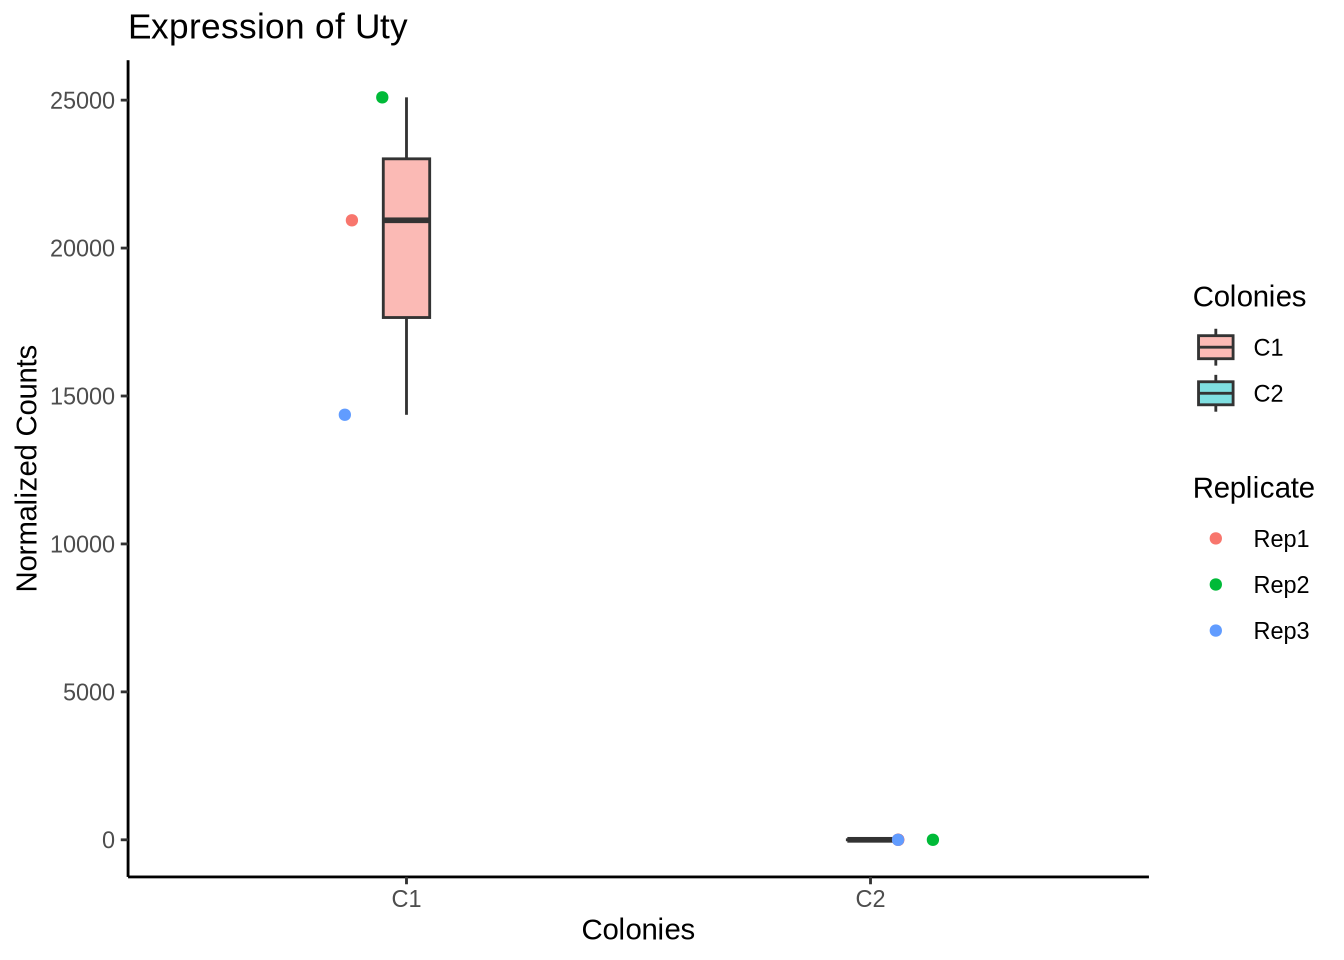 Expression of Uty
Normalized Counts
25000
20000
15000
10000
5000
0
C1
C2
Colonies
Colonies
C1
C2
Replicate
Rep1
Rep2
Rep3